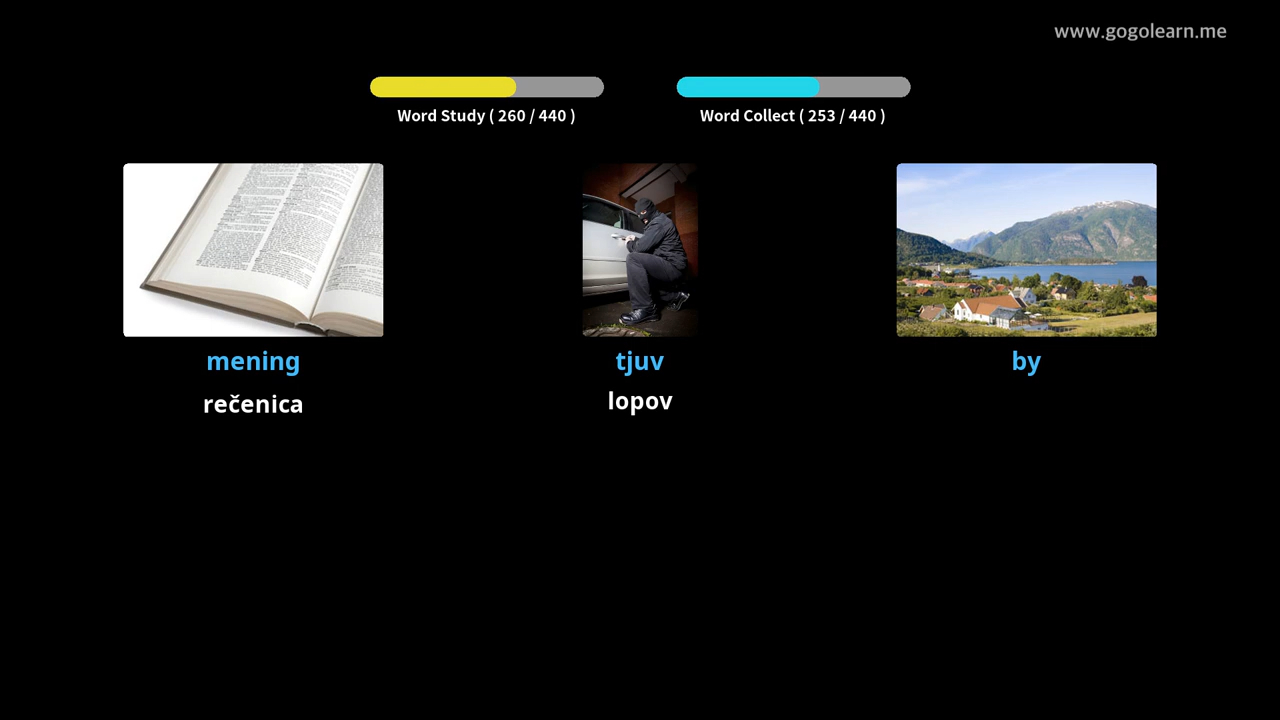 www.gogolearn.me
Word Study ( 260 / 440 )
Word Collect ( 253 / 440 )
mening
tjuv
by
rečenica
lopov